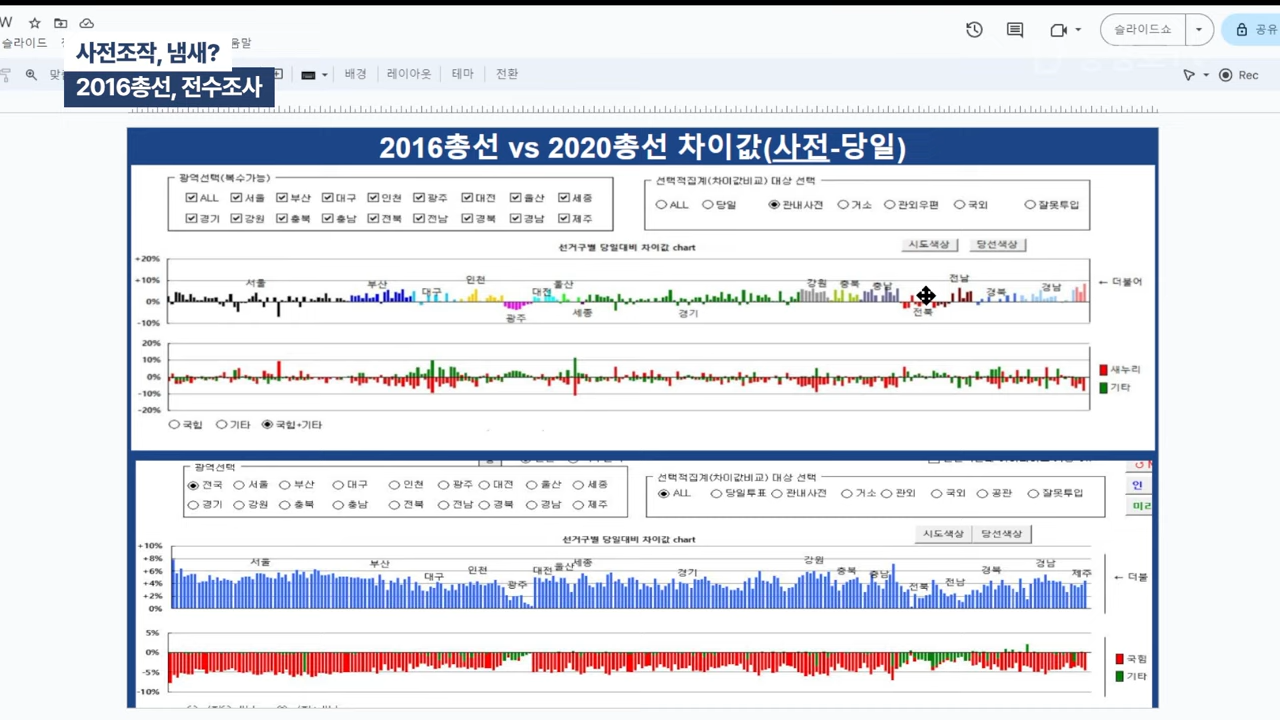 W
슬라이드
움말
슬라이드쇼
공유
사전조작, 냄새?
2016총선, 전수조사
배경
레이아웃
테마
전환
Rec
2016총선 vs 2020총선 차이값(사전-당일)
광역선택(복수가능)
ALL 서울 부산 대구 인천 광주 대전 울산 세종
경기 강원 충북 충남 전북 전남 경북 경남 제주
선택적집계(차이값비교) 대상 선택
ALL 당일 관내사전 거소 관외우편 국외 잘못투입
선거구별 당일대비 차이값 chart
시도색상 당선색상
+20%
+10%
0%
-10%
서울 부산 대구 인천 광주 대전 울산 세종 경기 강원 충북 충남 전북 전남 경북 경남
← 더불어
20%
10%
0%
-10%
-20%
새누리
기타
국힘 기타 국힘+기타
광역선택
전국 서울 부산 대구 인천 광주 대전 울산 세종
경기 강원 충북 충남 전북 전남 경북 경남 제주
선택적집계(차이값비교) 대상 선택
ALL 당일투표 관내사전 거소 관외 국외 공관 잘못투입
인
미리
선거구별 당일대비 차이값 chart
시도색상 당선색상
+10%
+8%
+6%
+4%
+2%
0%
서울 부산 대구 인천 광주 대전 울산 세종 경기 강원 충북 충남 전북 전남 경북 경남 제주
← 더불
5%
0%
-5%
-10%
국힘
기타